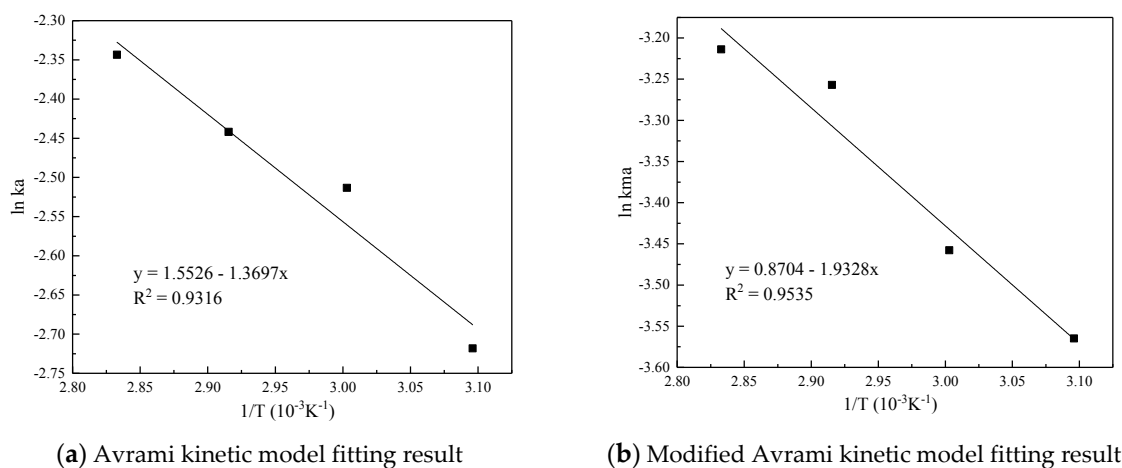 -2.30
-2.35
-2.40
-2.45
-2.50
-2.55
-2.60
-2.65
-2.70
-2.75
ln ka
y = 1.5526 - 1.3697x
R² = 0.9316
2.80 2.85 2.90 2.95 3.00 3.05 3.10
1/T (10⁻³K⁻¹)
(a) Avrami kinetic model fitting result
-3.20
-3.25
-3.30
-3.35
-3.40
-3.45
-3.50
-3.55
-3.60
ln kma
y = 0.8704 - 1.9328x
R² = 0.9535
2.80 2.85 2.90 2.95 3.00 3.05 3.10
1/T (10⁻³K⁻¹)
(b) Modified Avrami kinetic model fitting result